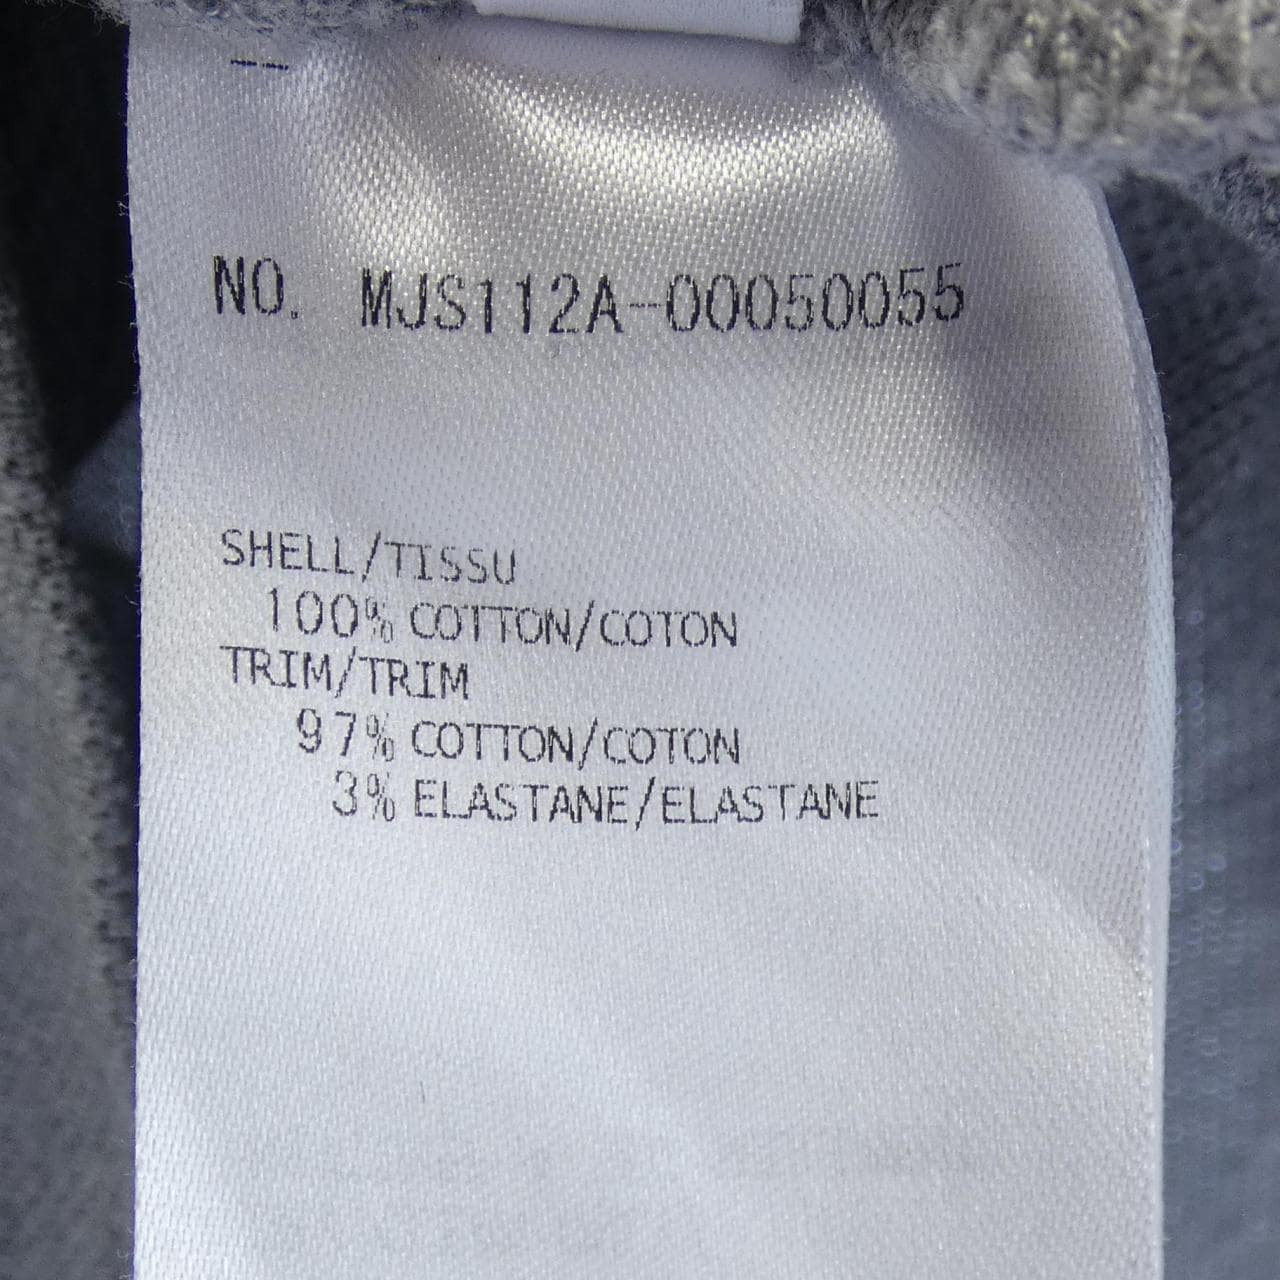 NO. MJS112A-00050055
SHELL/TISSU
100% COTTON/COTON
TRIM/TRIM
97% COTTON/COTON
3% ELASTANE/ELASTANE